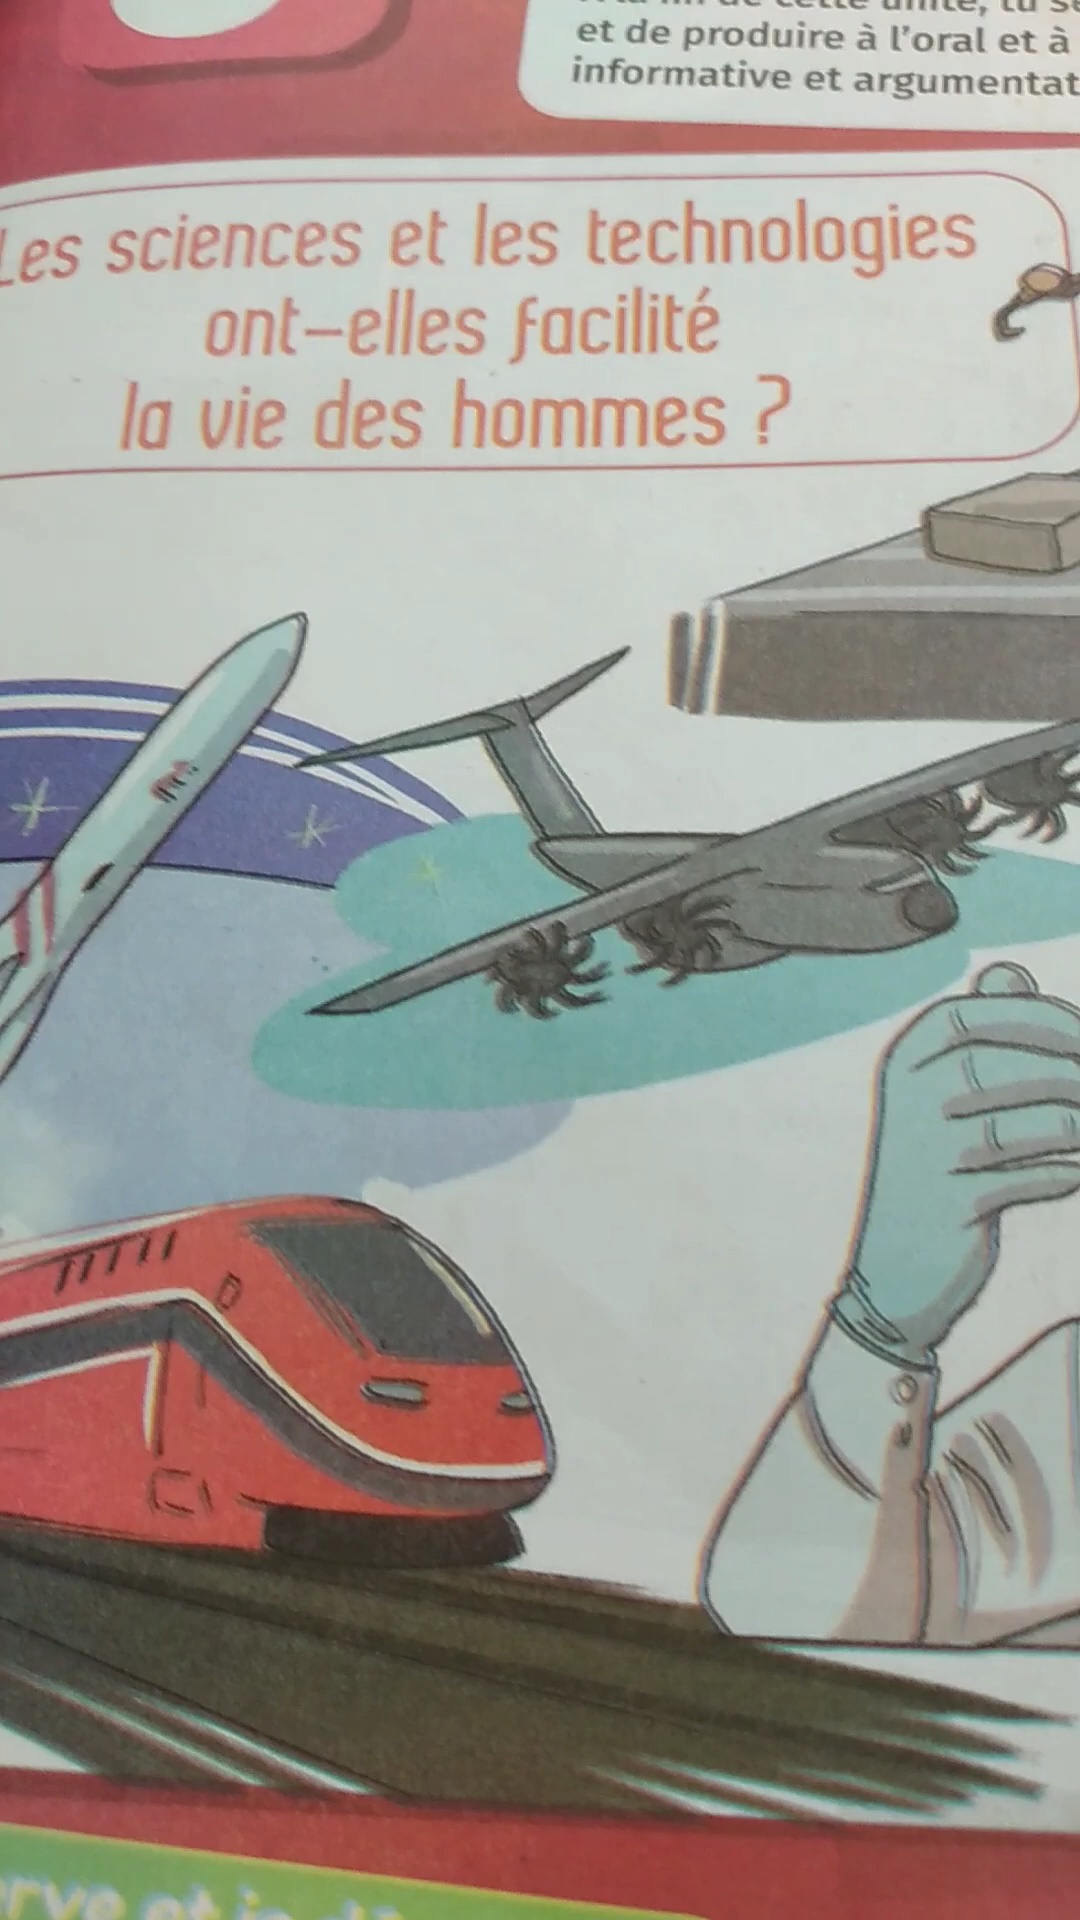 et de produire à l'oral et à
informative et argumentat
Les sciences et les technologies
ont-elles facilité
la vie des hommes ?